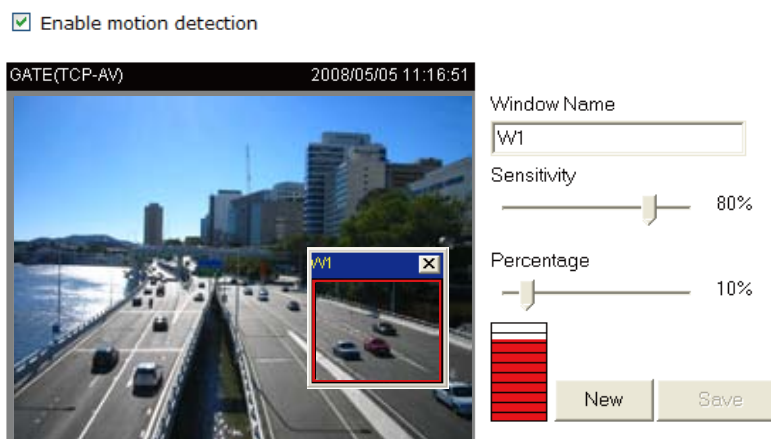 Enable motion detection
GATE(TCP-AV) 2008/05/05 11:16:51
Window Name
W1
Sensitivity
80%
W1
Percentage
10%
New Save